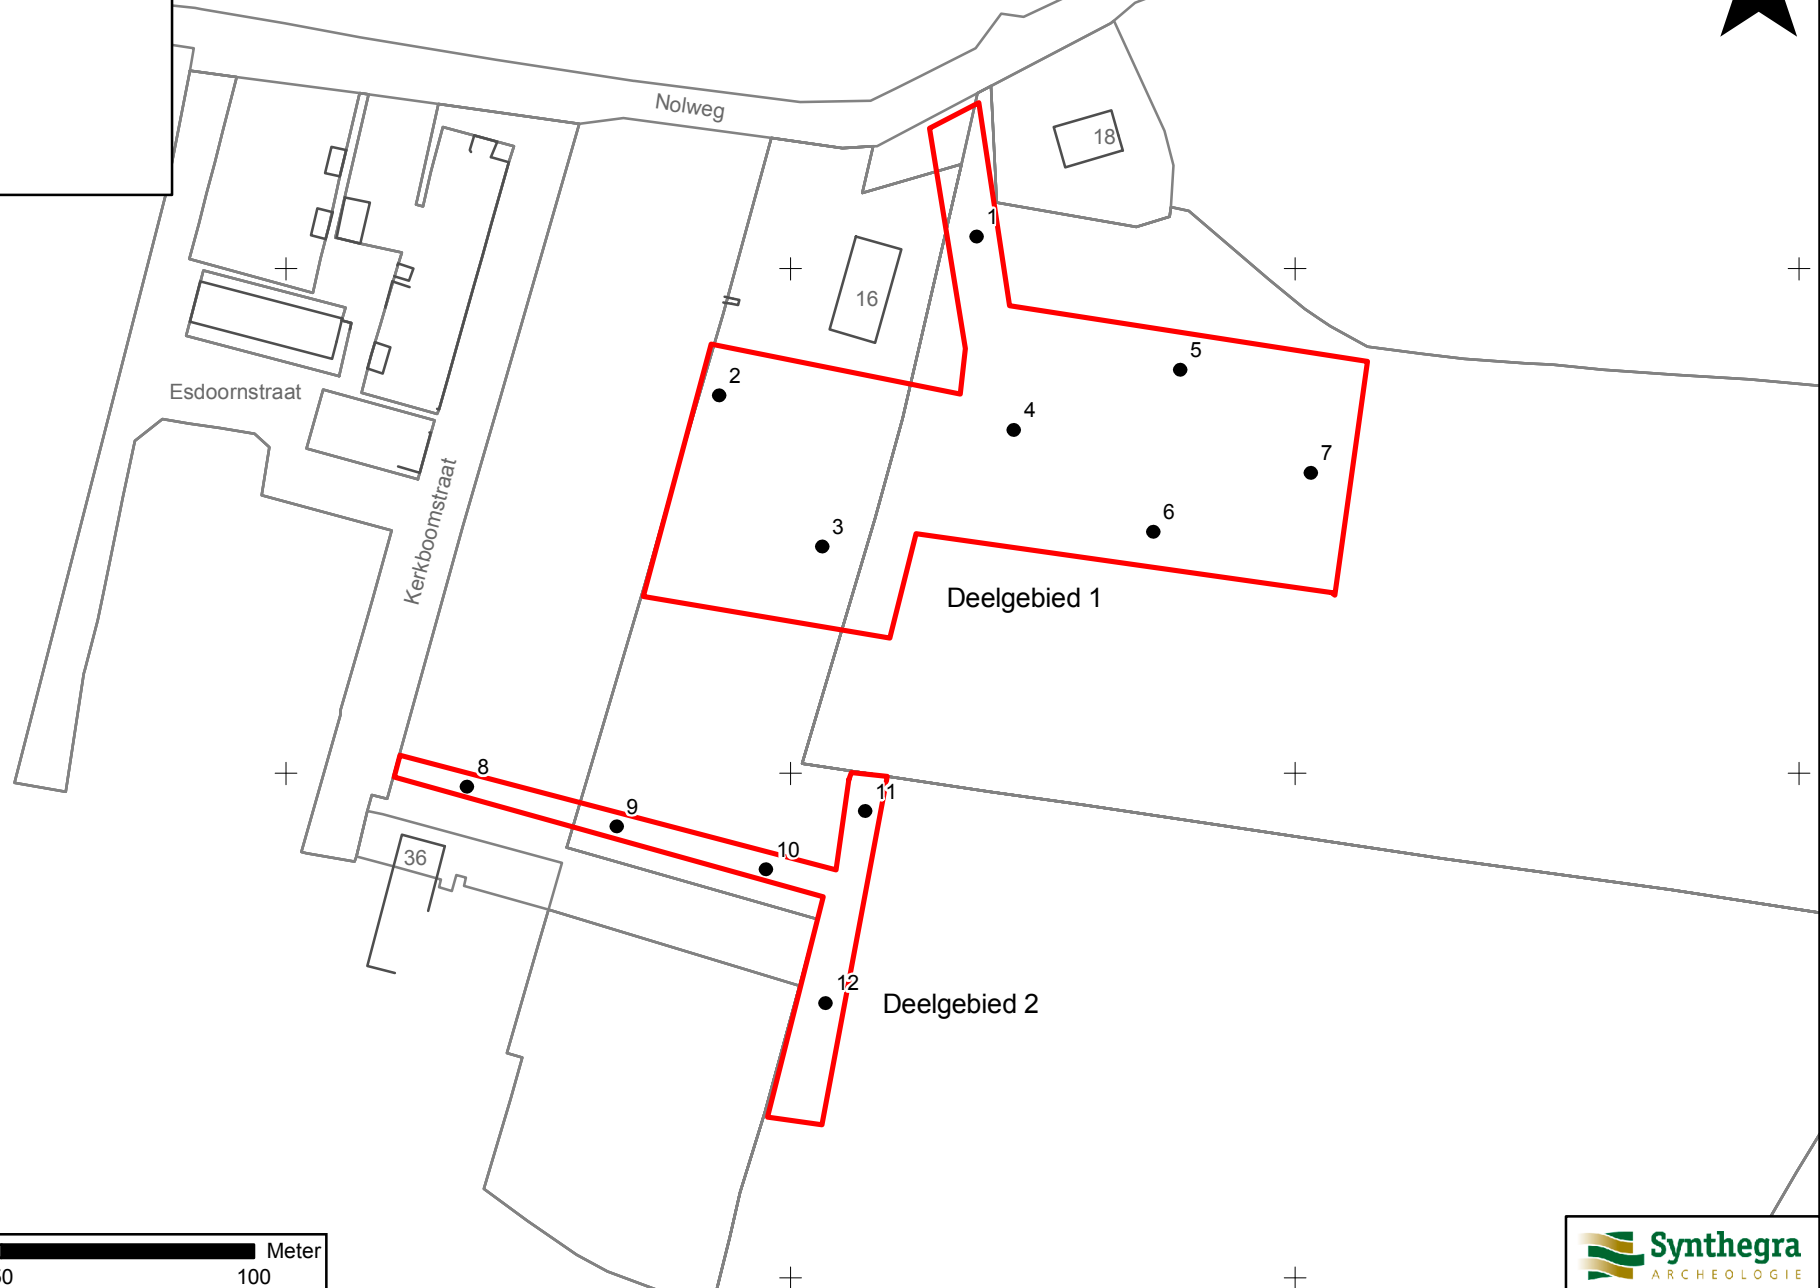 Nolweg
18
1
16
5
2
Esdoornstraat
4
7
Kerkboomstraat
6
3
Deelgebied 1
8
9
11
10
36
12
Deelgebied 2
Meter
100
Synthegra
ARCHEOLOGIE